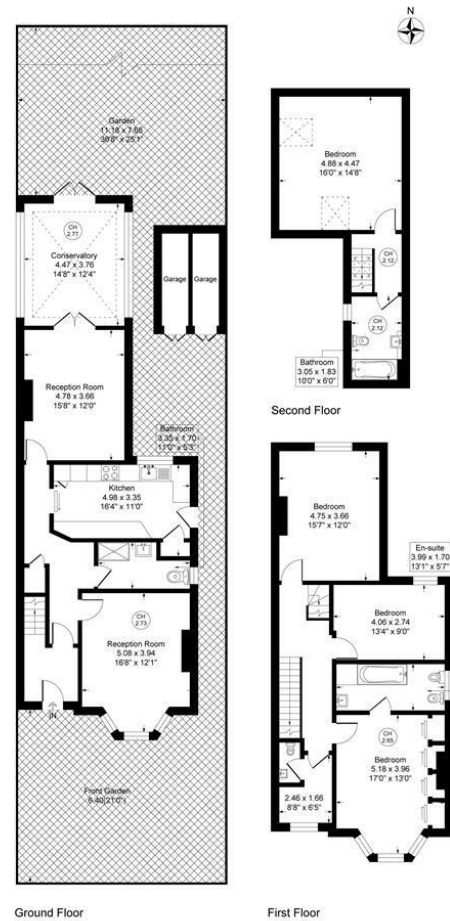 N
Garden
11.18 x 7.65
36'8" x 25'1"
CH
2.77
Conservatory
4.47 x 3.76
14'8" x 12'4"
Garage
Garage
Reception Room
4.78 x 3.66
15'8" x 12'0"
Bathroom
3.35 x 1.70
11'0" x 5'3"
Kitchen
4.98 x 3.35
16'4" x 11'0"
CH
2.73
Reception Room
5.08 x 3.94
16'8" x 12'1"
IN
Front Garden
6.40(21'0")
Ground Floor
Bedroom
4.88 x 4.47
16'0" x 14'8"
CH
2.12
CH
2.12
Bathroom
3.05 x 1.83
10'0" x 6'0"
Second Floor
Bedroom
4.75 x 3.66
15'7" x 12'0"
En-suite
3.99 x 1.70
13'1" x 5'7"
Bedroom
4.06 x 2.74
13'4" x 9'0"
CH
2.65
Bedroom
5.18 x 3.96
17'0" x 13'0"
2.46 x 1.66
8'8" x 6'5"
First Floor